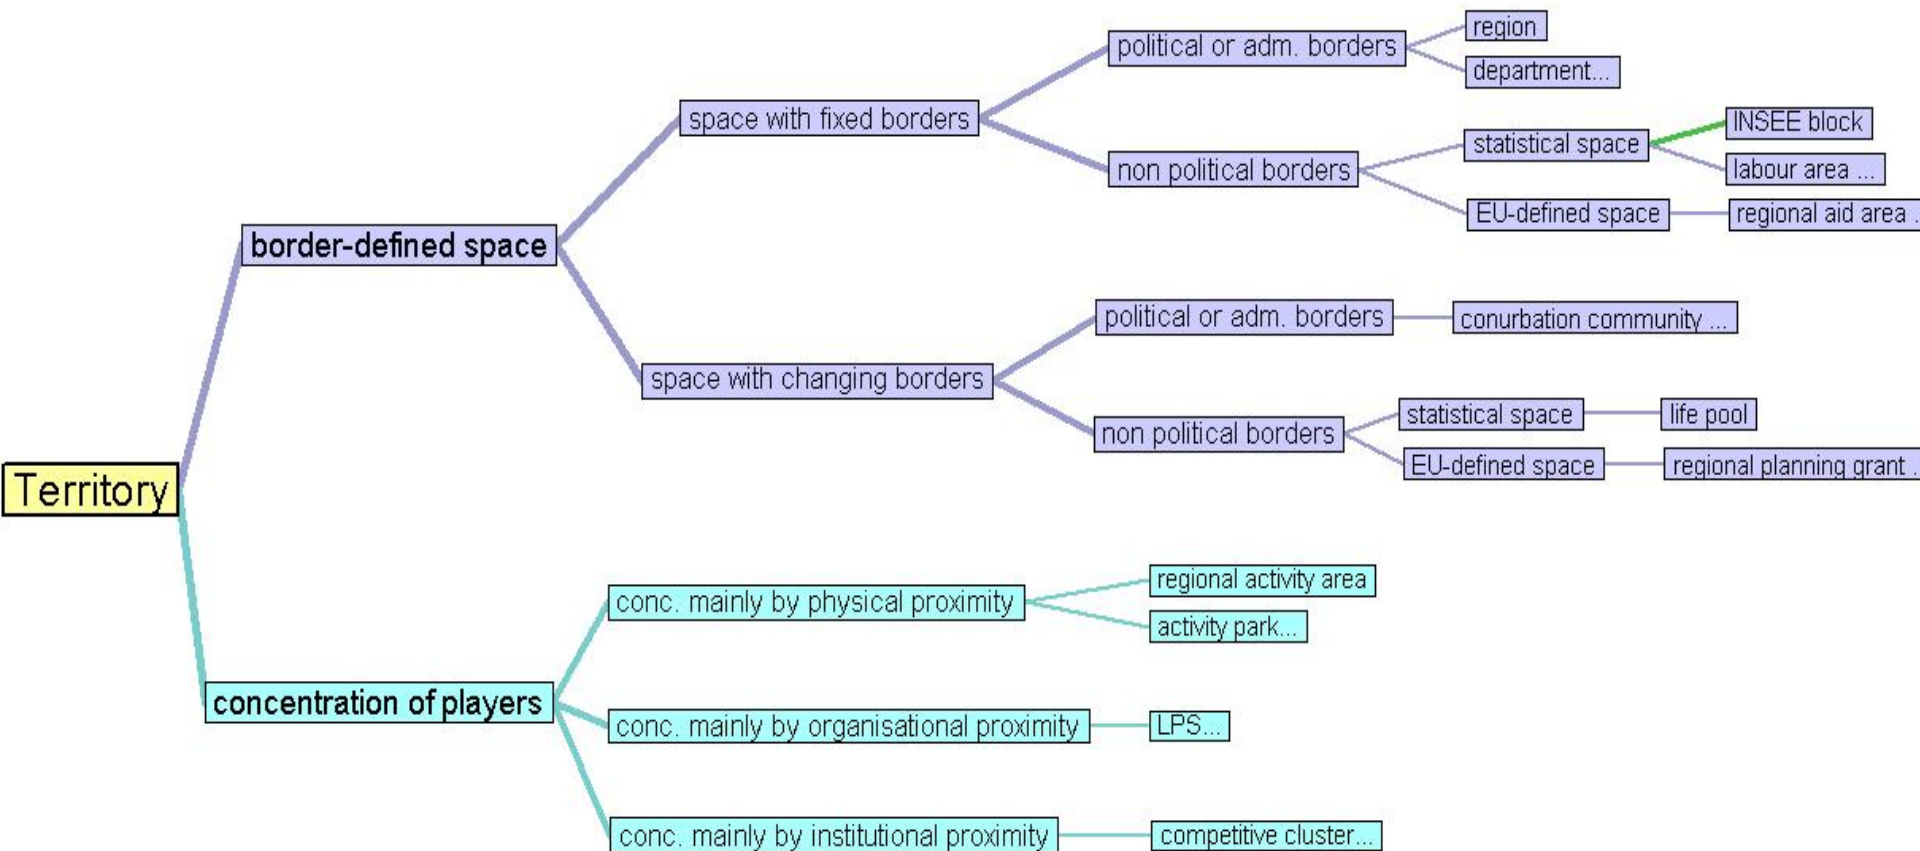 region
political or adm. borders
department...
INSEE block
space with fixed borders
statistical space
non political borders
labour area ...
EU-defined space
regional aid area .
border-defined space
political or adm. borders
conurbation community ...
space with changing borders
statistical space
life pool
non political borders
EU-defined space
regional planning grant .
Territory
regional activity area
conc. mainly by physical proximity
activity park...
concentration of players
conc. mainly by organisational proximity
LPS...
conc. mainly by institutional proximity
competitive cluster...